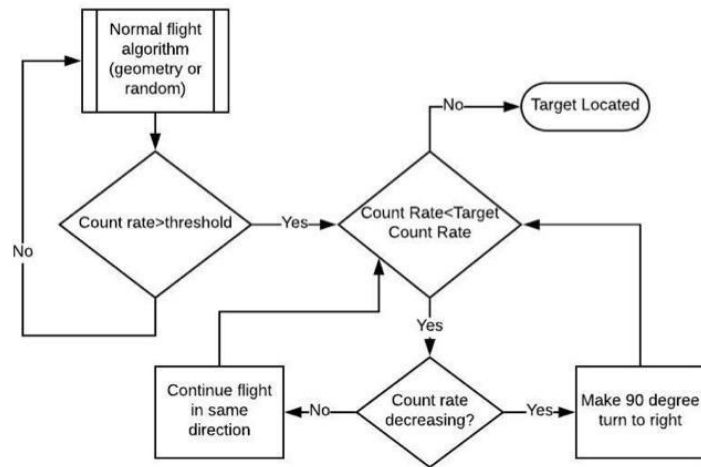 Normal flight
algorithm
(geometry or
random)
No
Target Located
Count rate>threshold
Yes
Count Rate<Target
Count Rate
No
Yes
Continue flight
in same
direction
No
Count rate
decreasing?
Yes
Make 90 degree
turn to right